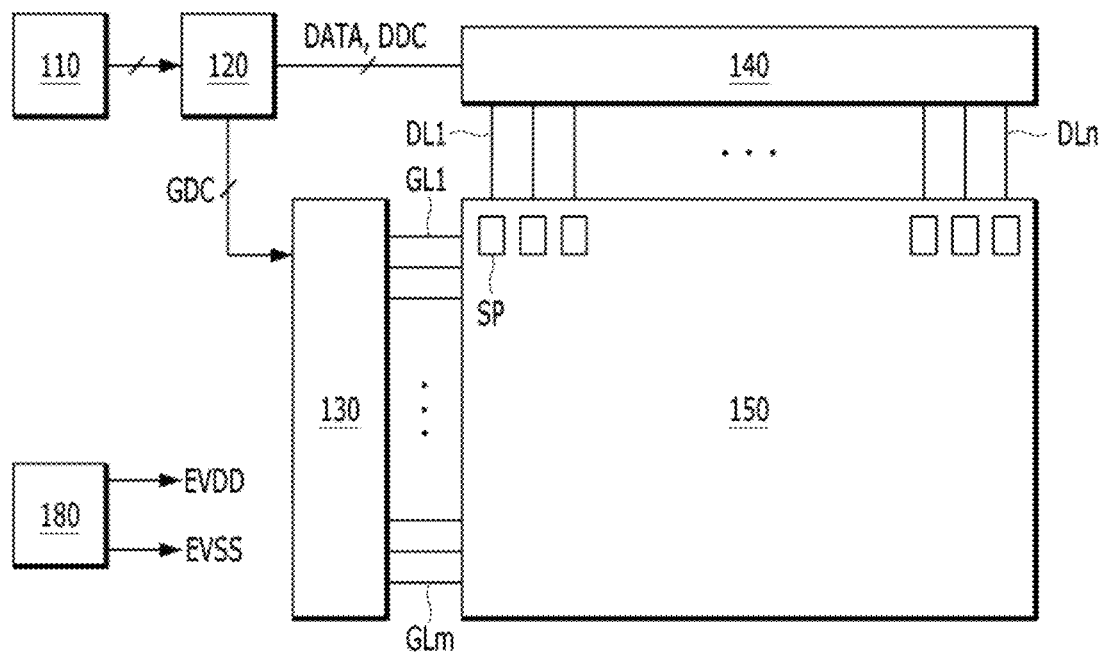 110
120
DATA, DDC
140
DL1
DLn
GDC
GL1
SP
130
150
180
EVDD
EVSS
GLm